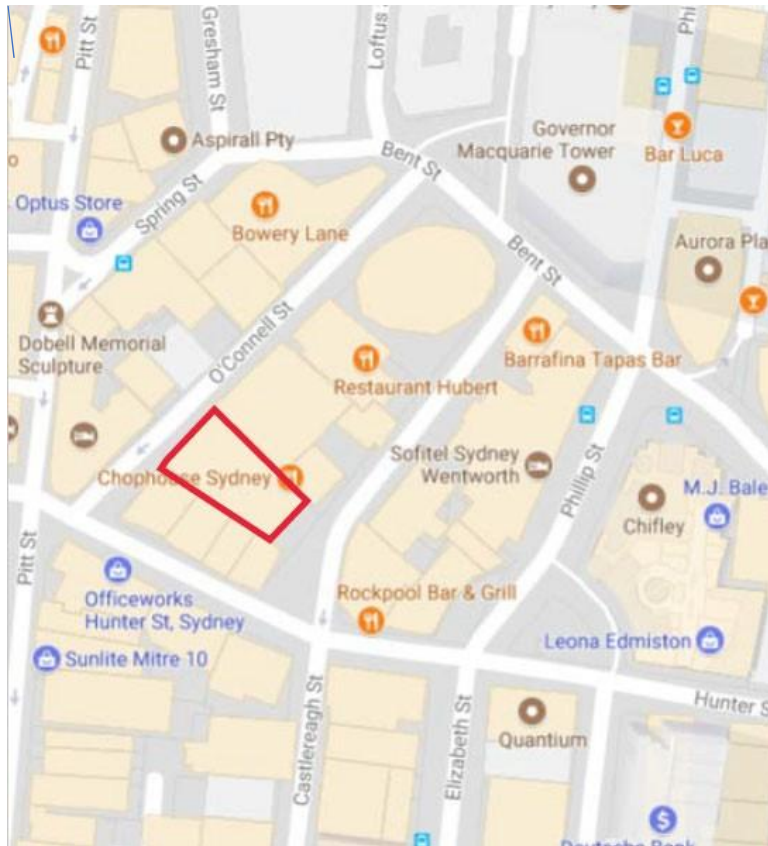 Pitt St
Gresham St
Loftus
Phi
Aspirall Pty
Bent St
Governor
Macquarie Tower
Bar Luca
Optus Store
Spring St
Bowery Lane
Bent St
Aurora Pla
Dobell Memorial
Sculpture
O'Connell St
Restaurant Hubert
Barrafina Tapas Bar
Chophouse Sydney
Sofitel Sydney
Wentworth
Phillip St
M.J. Bale
Chifley
Pitt St
Officeworks
Hunter St, Sydney
Rockpool Bar & Grill
Sunlite Mitre 10
Leona Edmiston
Castlereagh St
Elizabeth St
Hunter S
Quantium